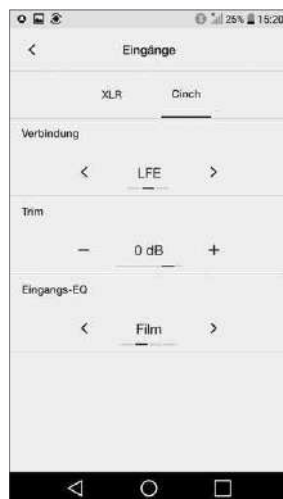 25% 15:20
Eingänge
XLR Cinch
Verbindung
< LFE >
Trim
− 0 dB +
Eingangs-EQ
< Film >